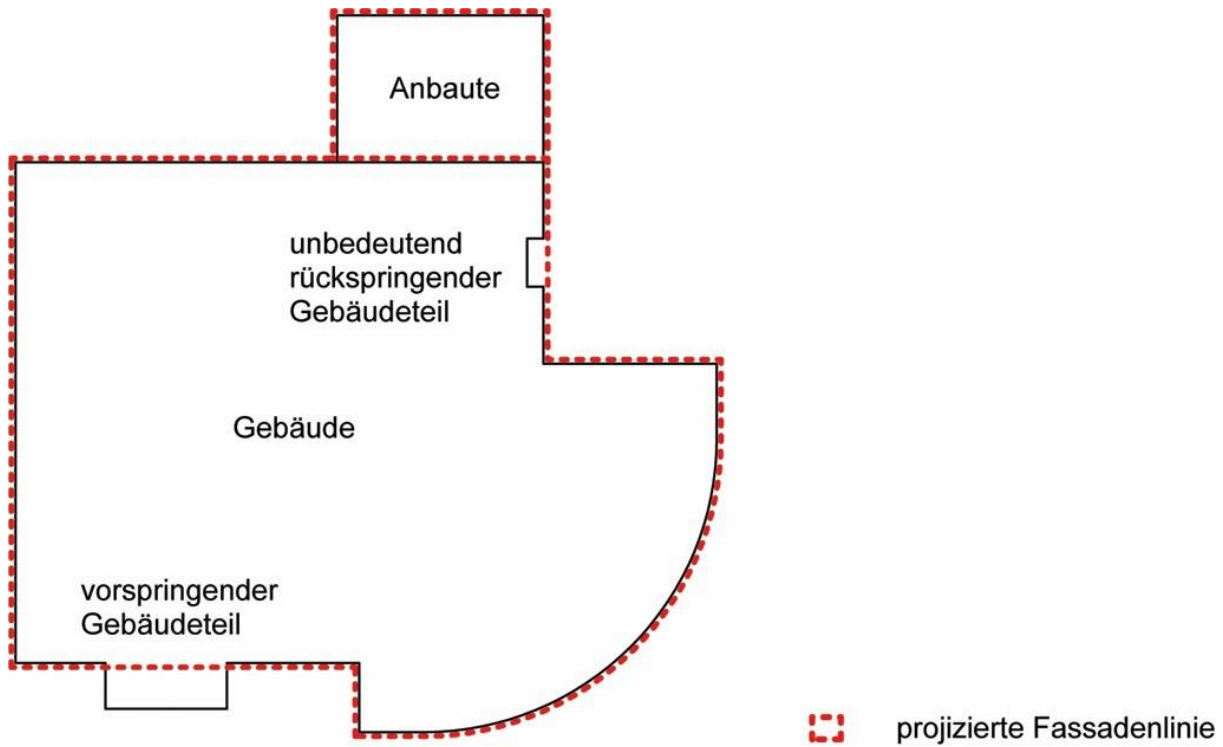 Anbaute
unbedeutend
rückspringender
Gebäudeteil
Gebäude
vorspringender
Gebäudeteil
projizierte Fassadenlinie